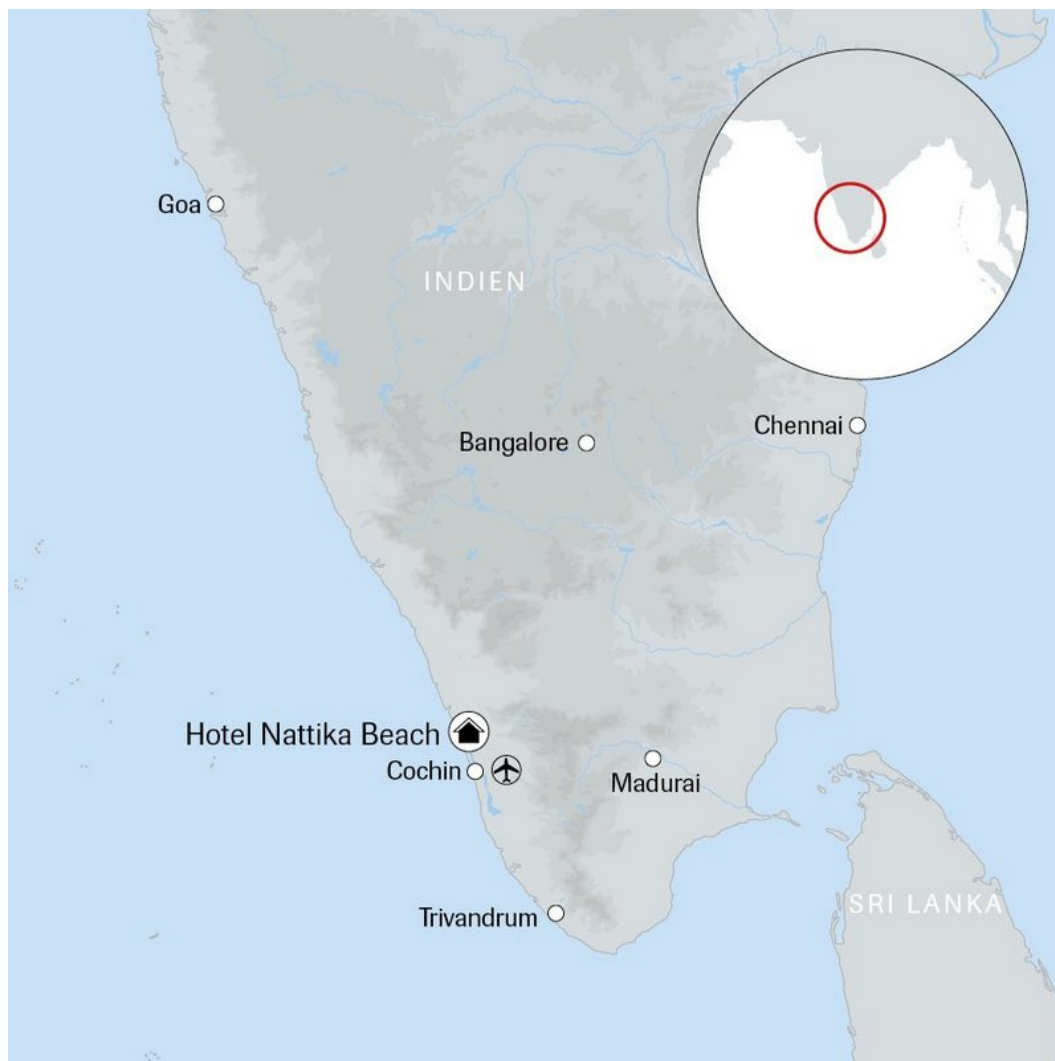 Goa
INDIEN
Chennai
Bangalore
Hotel Nattika Beach
Cochin
Madurai
SRI LANKA
Trivandrum